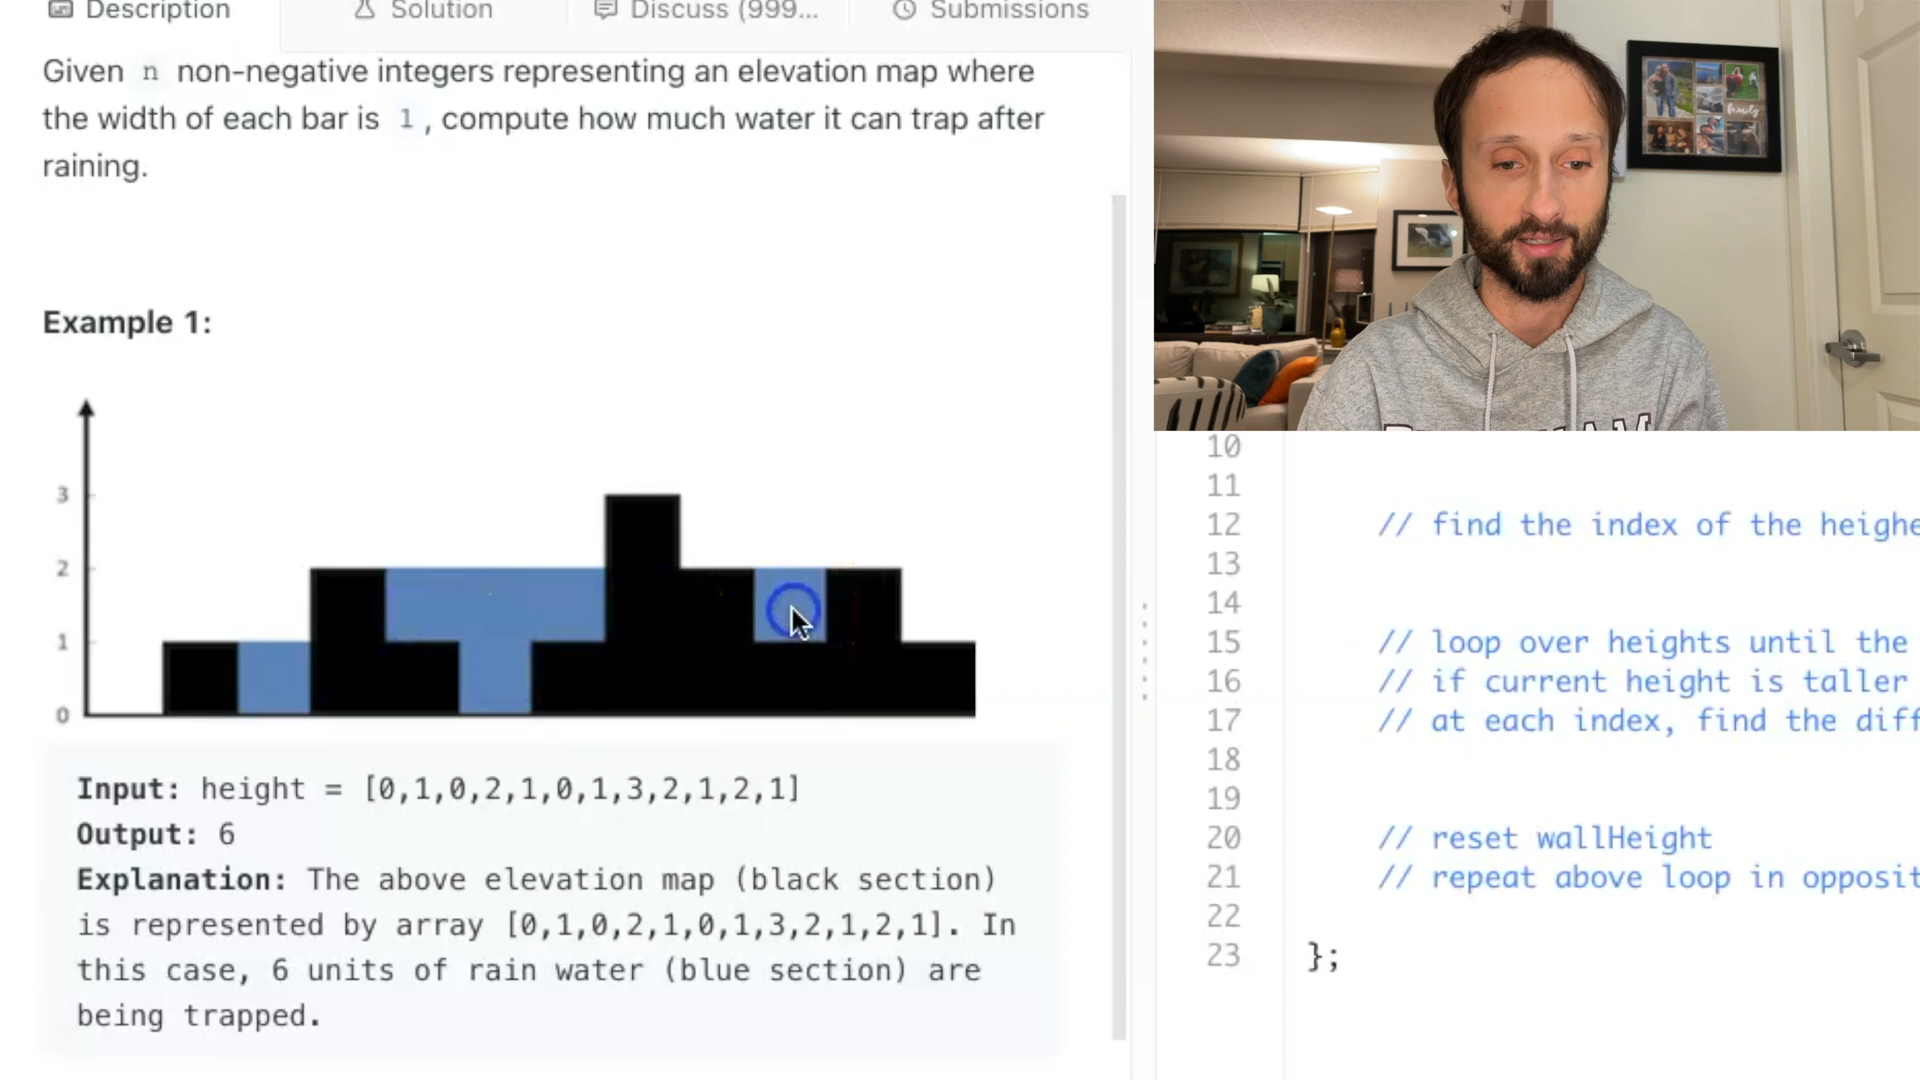 Description
Solution
Discuss (999...
Submissions
Given n non-negative integers representing an elevation map where
the width of each bar is 1, compute how much water it can trap after
raining.
Example 1:
3
2
1
0
Input: height = [0,1,0,2,1,0,1,3,2,1,2,1]
Output: 6
Explanation: The above elevation map (black section)
is represented by array [0,1,0,2,1,0,1,3,2,1,2,1]. In
this case, 6 units of rain water (blue section) are
being trapped.
family
10
11
12 // find the index of the heighe
13
14
15 // loop over heights until the
16 // if current height is taller
17 // at each index, find the diff
18
19
20 // reset wallHeight
21 // repeat above loop in opposit
22
23 };